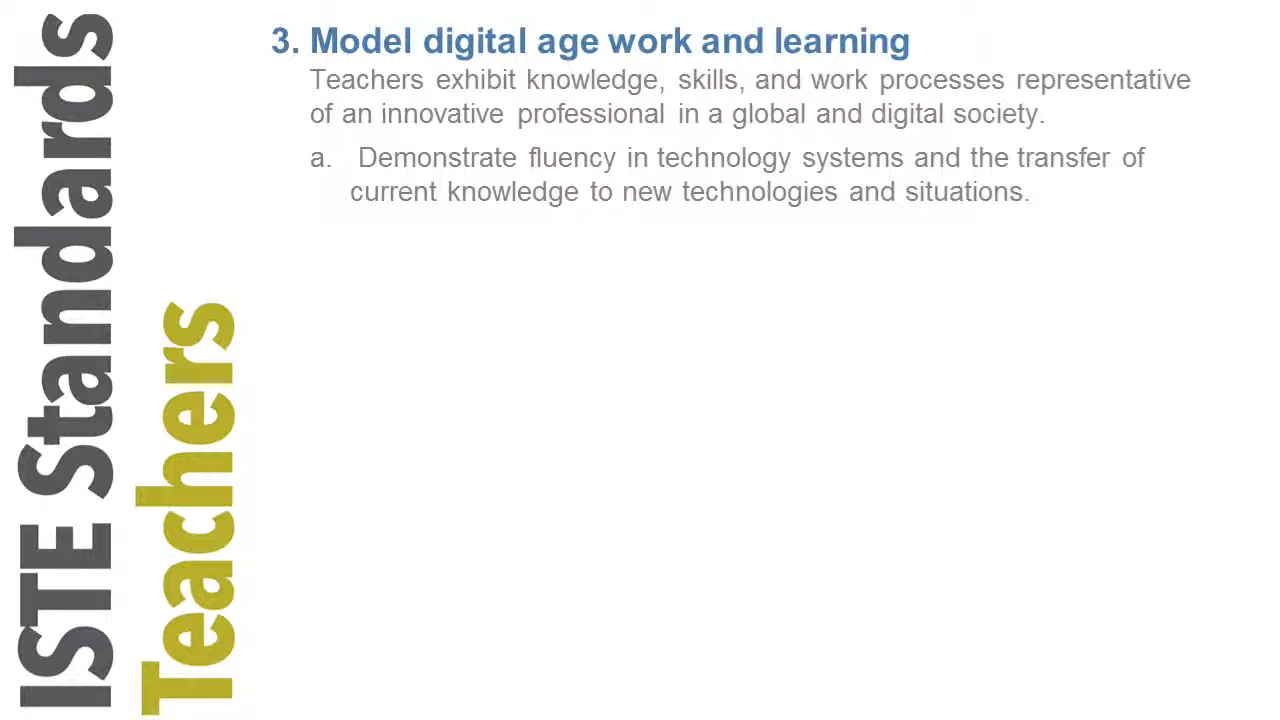 ISTE Standards
Teachers
3. Model digital age work and learning
Teachers exhibit knowledge, skills, and work processes representative
of an innovative professional in a global and digital society.
a. Demonstrate fluency in technology systems and the transfer of
current knowledge to new technologies and situations.